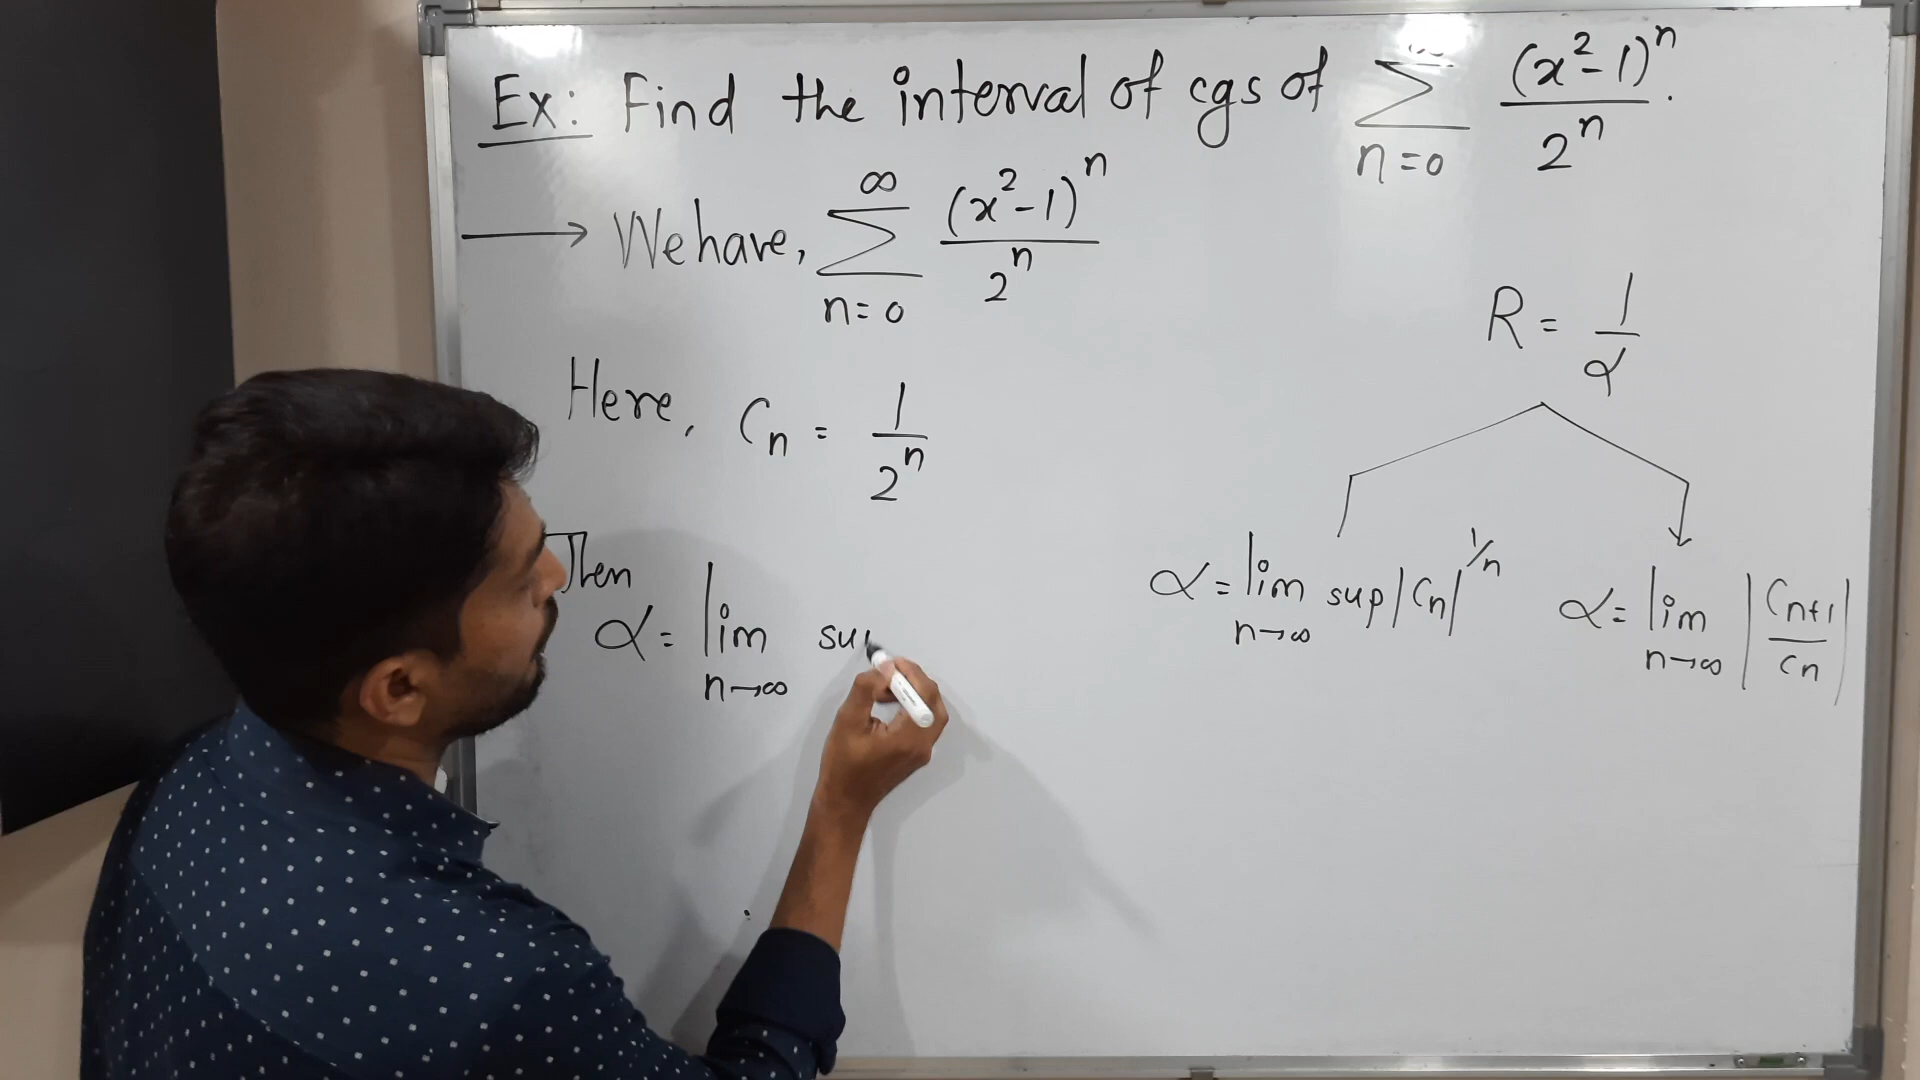 Ex: Find the interval of cgs of ∑ n=0 (x²-1)ⁿ / 2ⁿ.
→ We have, ∑ ∞ n=0 (x²-1)ⁿ / 2ⁿ
R = 1/α
Here, Cn = 1/2ⁿ
Then
α = lim n→∞ su
α = lim n→∞ sup |Cn|^1/n
α = lim n→∞ |Cn+1 / Cn|